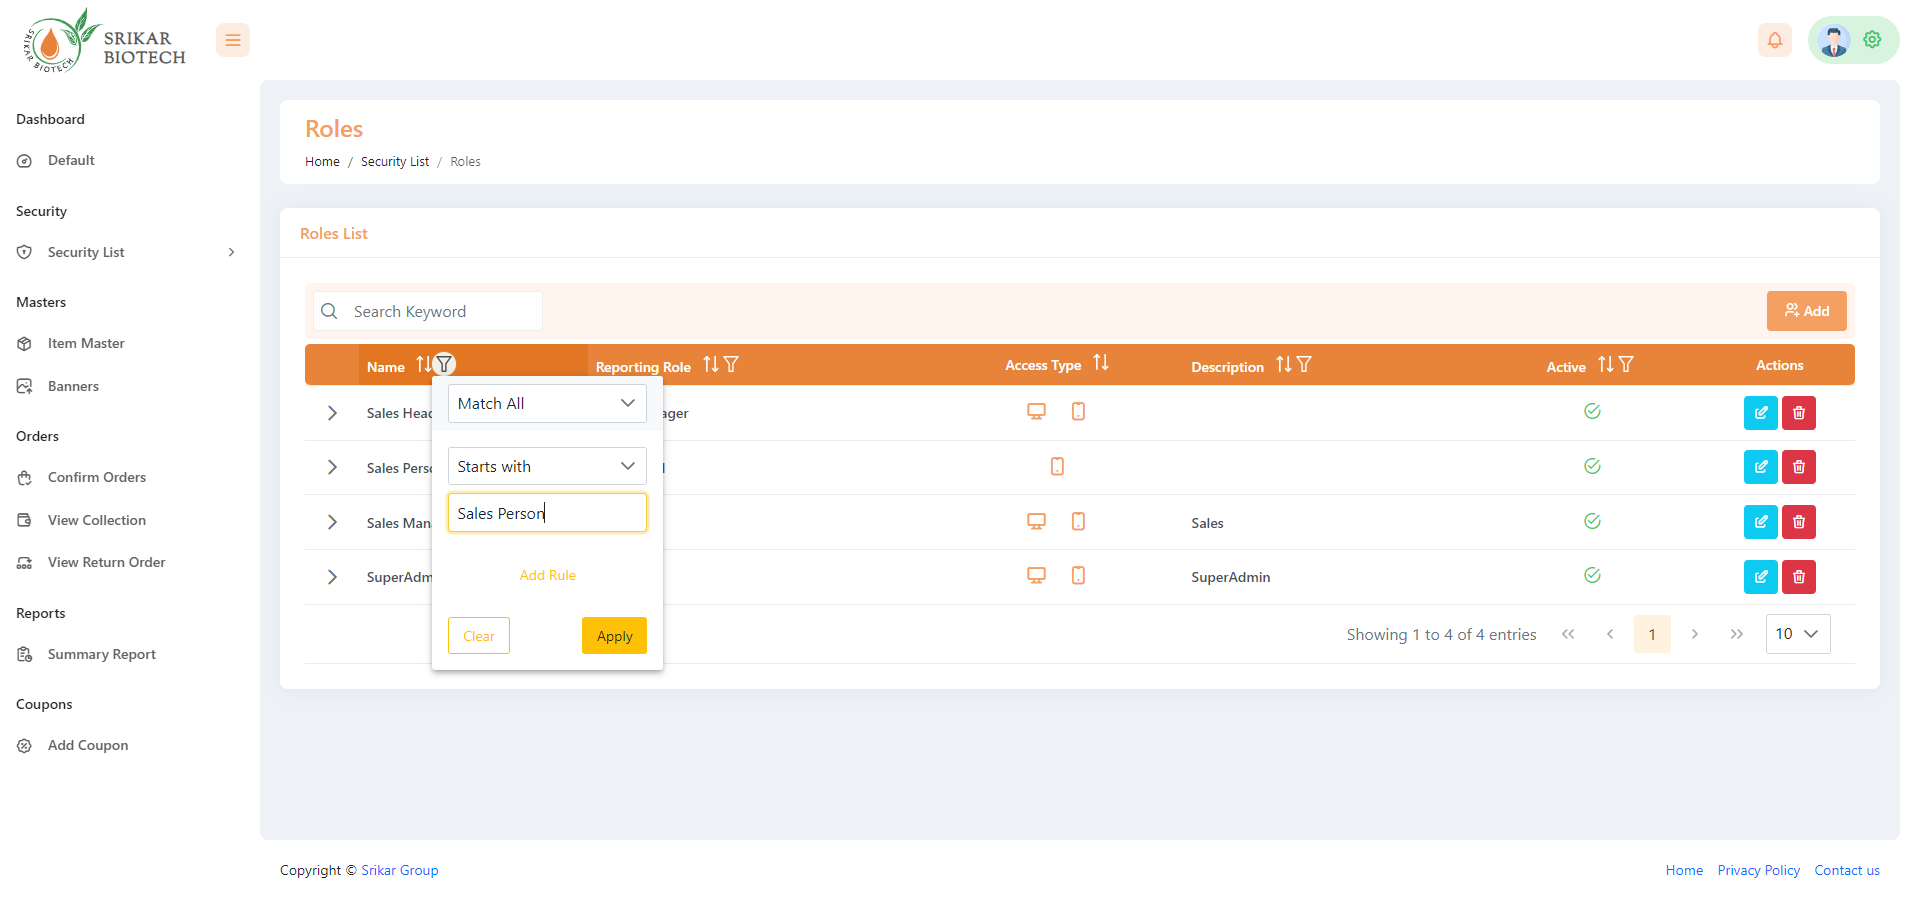 SRIKAR BIOTECH
SRIKAR
BIOTECH
Dashboard
Default
Security
Security List
Masters
Item Master
Banners
Orders
Confirm Orders
View Collection
View Return Order
Reports
Summary Report
Coupons
Add Coupon
Roles
Home / Security List / Roles
Roles List
Search Keyword
Add
Name Reporting Role Access Type Description Active Actions
Match All
Starts with
Sales Person
Add Rule
Clear Apply
Sales Head ager
Sales Perso
Sales Man Sales
SuperAdm SuperAdmin
Showing 1 to 4 of 4 entries 1 10
Copyright © Srikar Group Home Privacy Policy Contact us